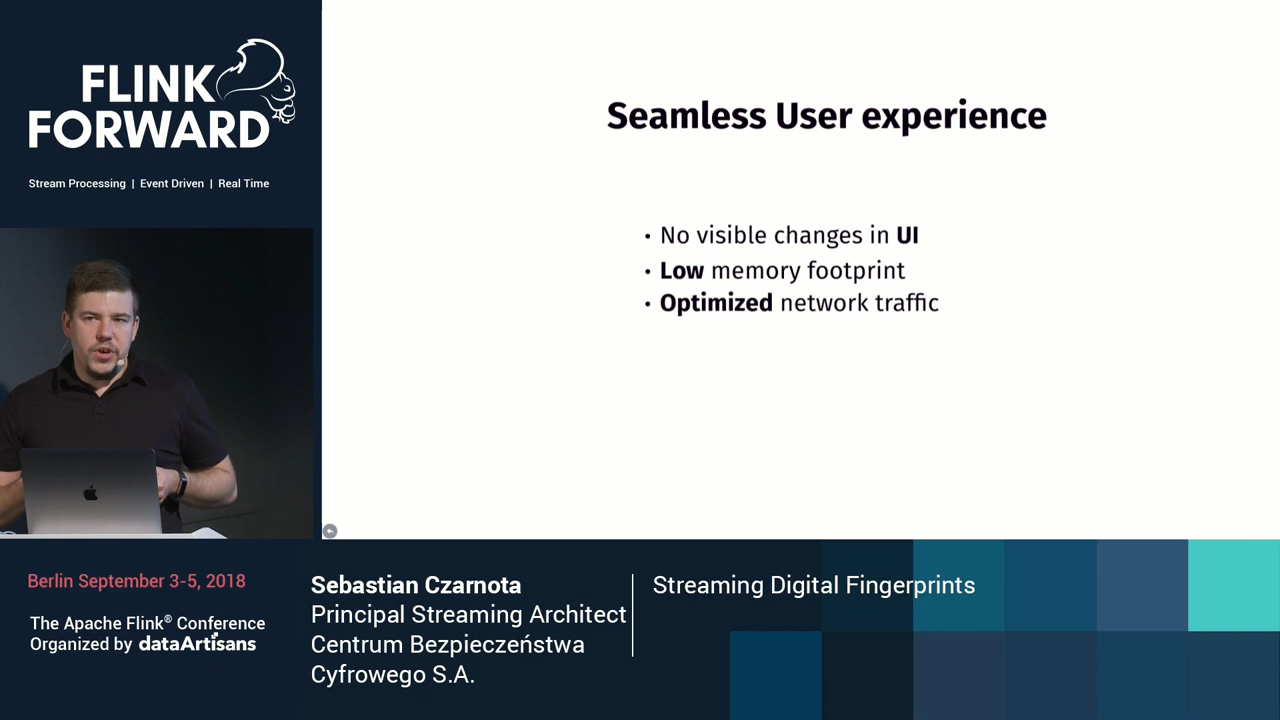 FLINK
FORWARD
Stream Processing | Event Driven | Real Time
Seamless User experience
• No visible changes in UI
• Low memory footprint
• Optimized network traffic
Berlin September 3-5, 2018
The Apache Flink® Conference
Organized by dataArtisans
Sebastian Czarnota
Principal Streaming Architect
Centrum Bezpieczeństwa
Cyfrowego S.A.
Streaming Digital Fingerprints